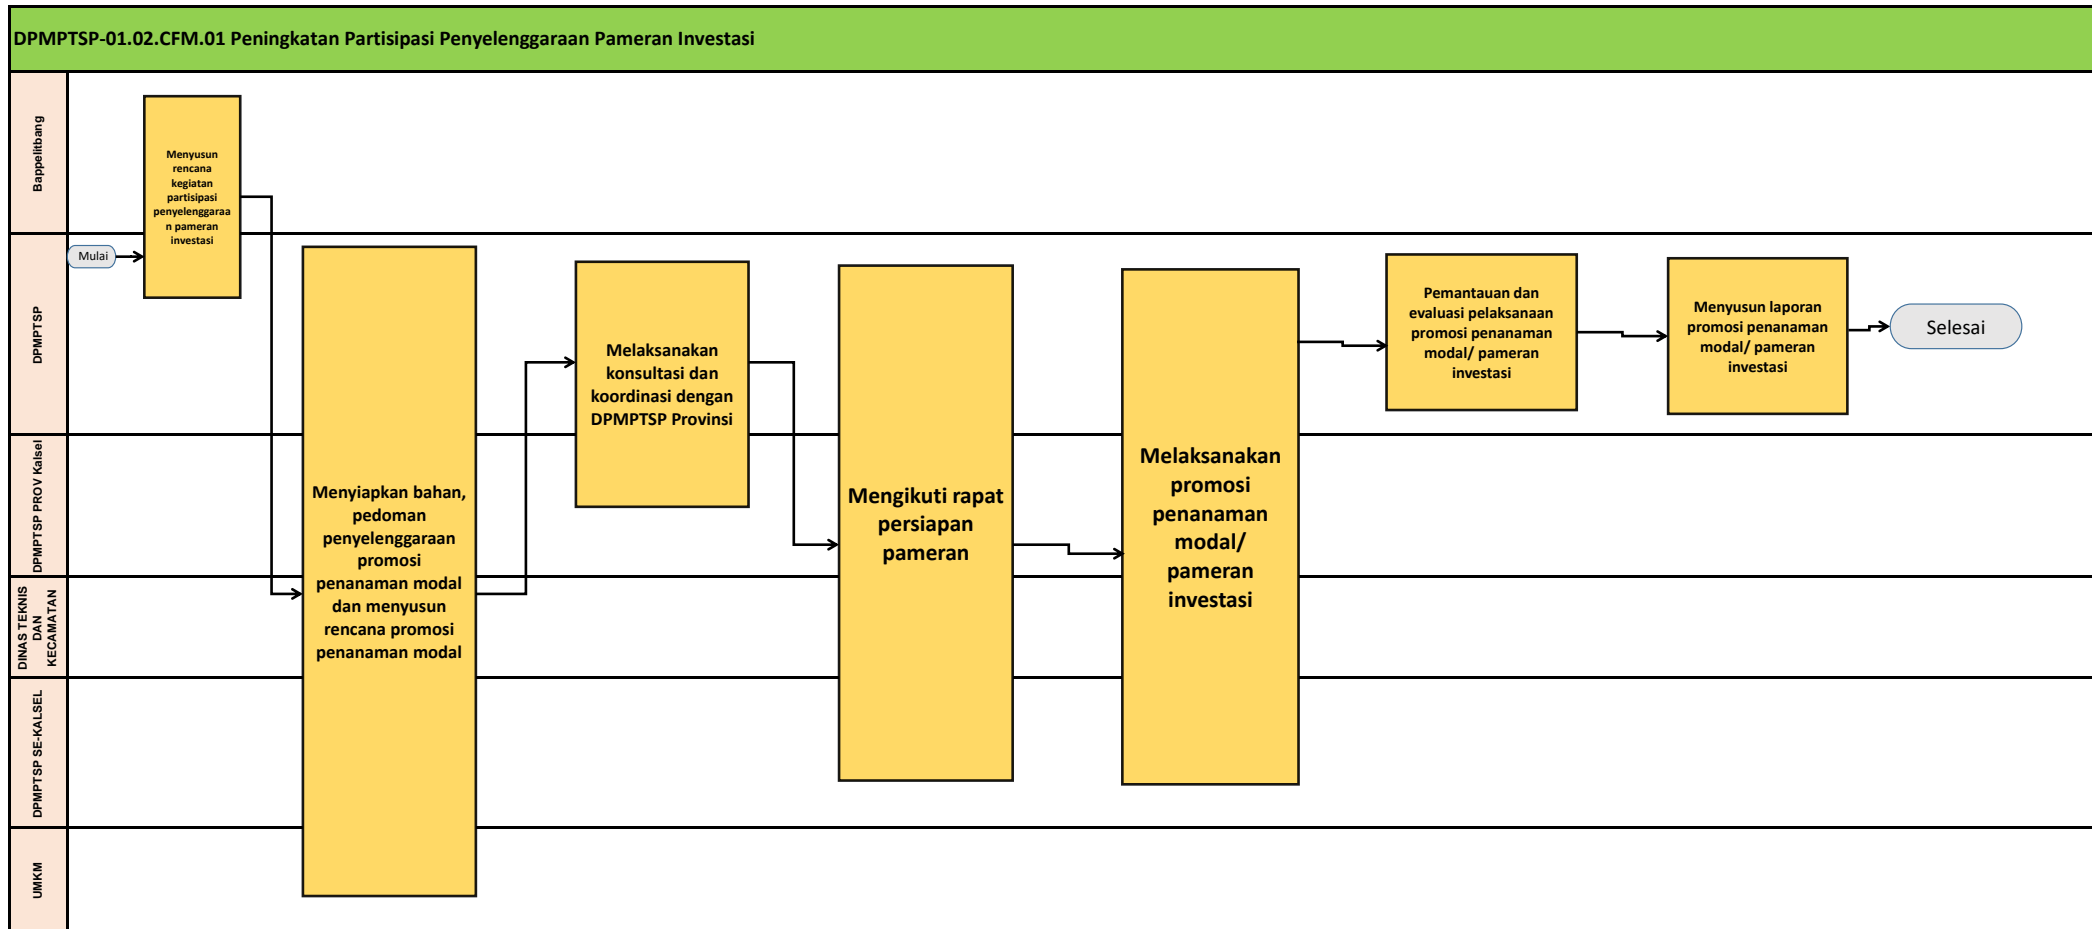 DPMPTSP-01.02.CFM.01 Peningkatan Partisipasi Penyelenggaraan Pameran Investasi
Bappelitbang
Menyusun
rencana
kegiatan
partisipasi
penyelenggaraa
n pameran
investasi
DPMPTSP
Mulai
Menyiapkan bahan,
pedoman
penyelenggaraan
promosi
penanaman modal
dan menyusun
rencana promosi
penanaman modal
Melaksanakan
konsultasi dan
koordinasi dengan
DPMPTSP Provinsi
Mengikuti rapat
persiapan
pameran
Melaksanakan
promosi
penanaman
modal/
pameran
investasi
Pemantauan dan
evaluasi pelaksanaan
promosi penanaman
modal/ pameran
investasi
Menyusun laporan
promosi penanaman
modal/ pameran
investasi
Selesai
DPMPTSP PROV Kalsel
DINAS TEKNIS
DAN
KECAMATAN
DPMPTSP SE-KALSEL
UMKM